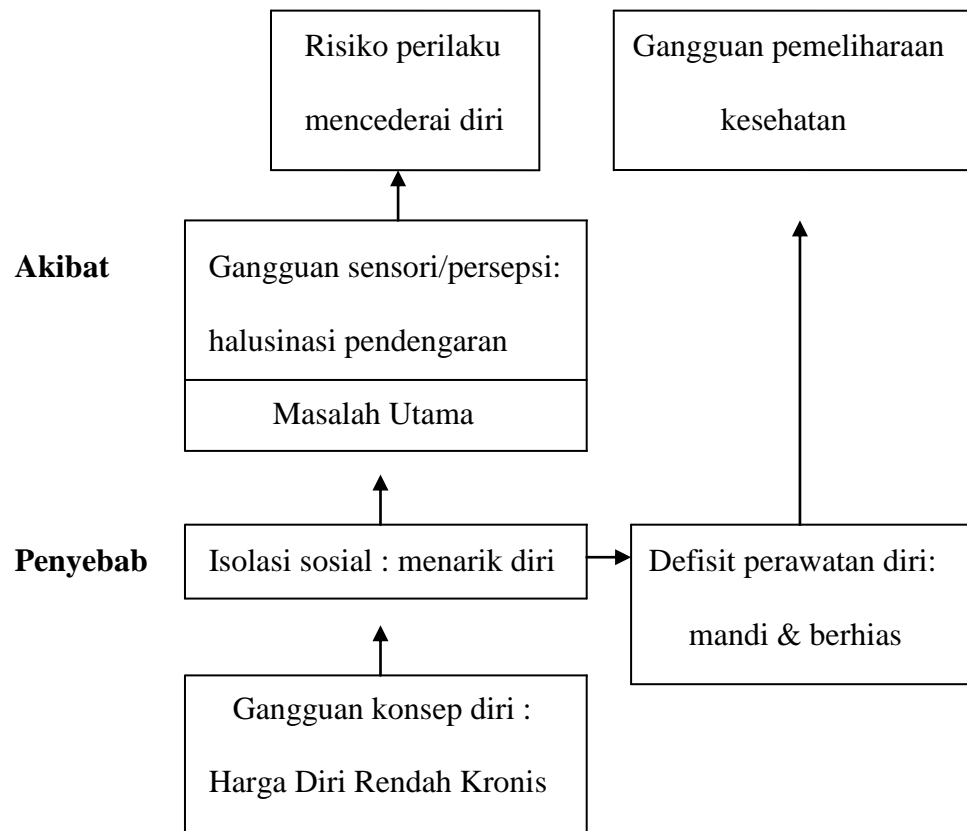 Risiko perilaku
mencederai diri
Gangguan pemeliharaan
kesehatan
Akibat
Gangguan sensori/persepsi:
halusinasi pendengaran
Masalah Utama
Penyebab
Isolasi sosial : menarik diri
Defisit perawatan diri:
mandi & berhias
Gangguan konsep diri :
Harga Diri Rendah Kronis